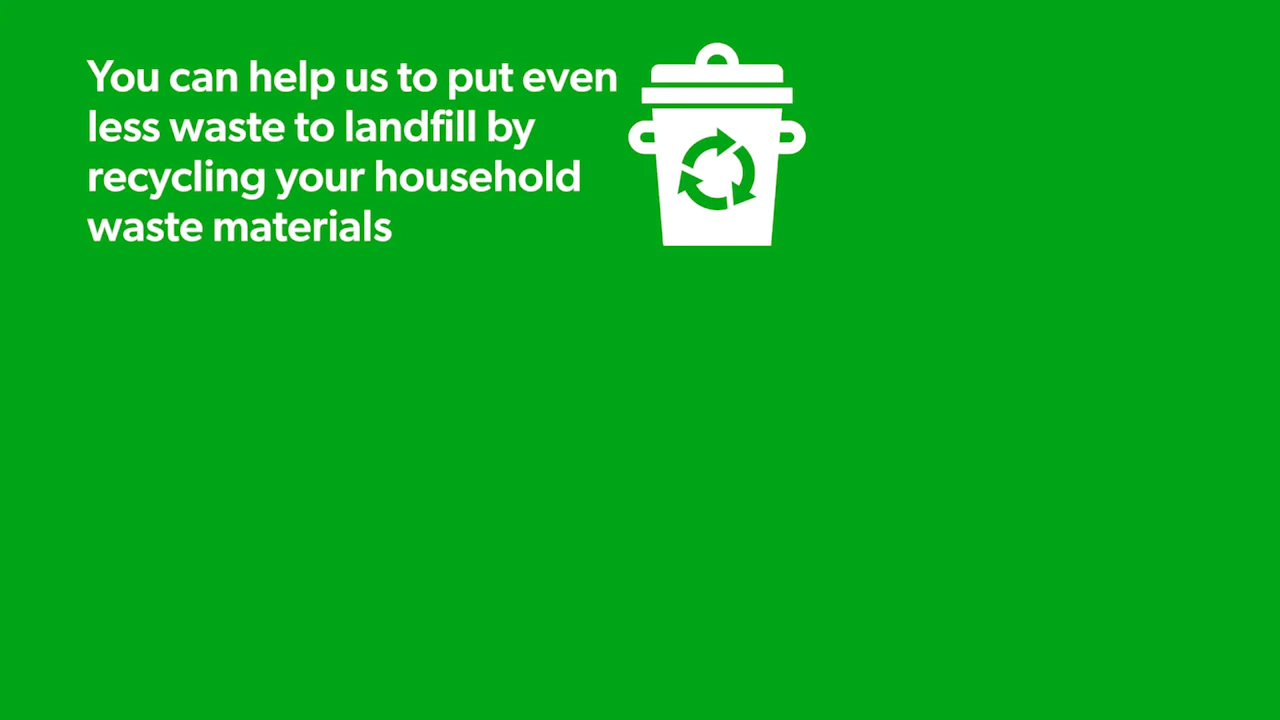 You can help us to put even
less waste to landfill by
recycling your household
waste materials